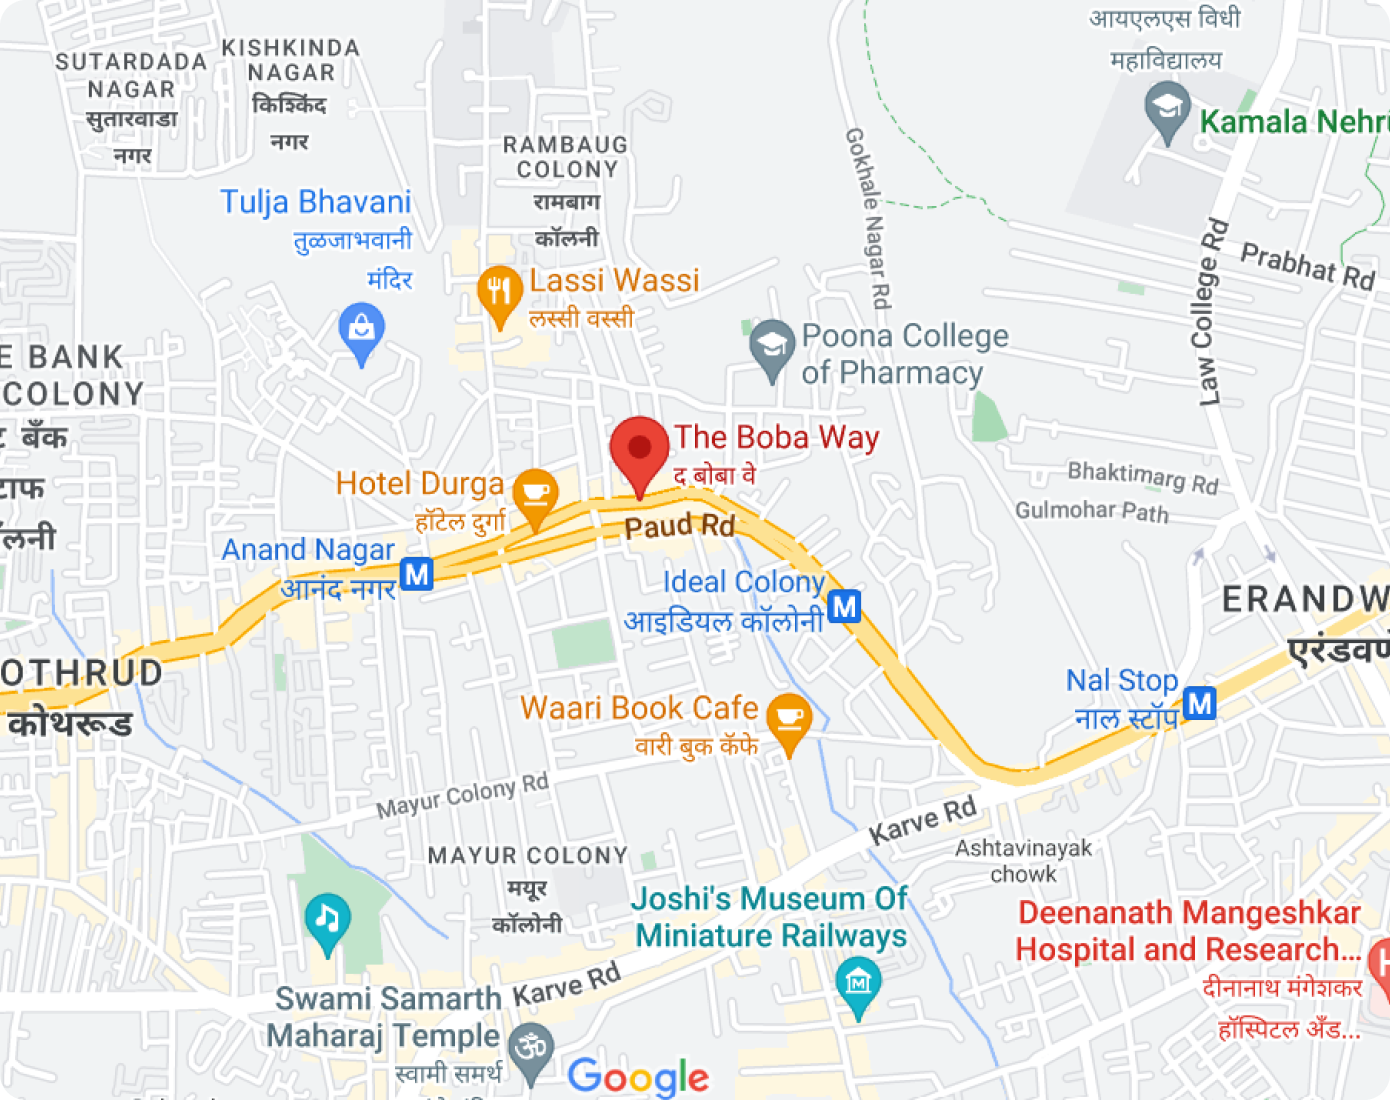 आयएलएस विधी
महाविद्यालय
Kamala Nehr
SUTARDADA
NAGAR
सुतारवाडा
नगर
KISHKINDA
NAGAR
किश्किंद
नगर
RAMBAUG
COLONY
रामबाग
कॉलनी
Gokhale Nagar Rd
Tulja Bhavani
तुळजाभवानी
मंदिर
Law College Rd
Prabhat Rd
Lassi Wassi
लस्सी वस्सी
Poona College
of Pharmacy
E BANK
COLONY
बँक
टाफ
ॉलनी
The Boba Way
द बोबा वे
Hotel Durga
हॉटेल दुर्गा
Bhaktimarg Rd
Gulmohar Path
Paud Rd
Anand Nagar
आनंद नगर
M
Ideal Colony
आइडियल कॉलोनी
M
ERANDW
एरंडवण
OTHRUD
कोथरूड
Nal Stop
नाल स्टॉप
M
Waari Book Cafe
वारी बुक कॅफे
Mayur Colony Rd
Karve Rd
MAYUR COLONY
मयूर
कॉलोनी
Ashtavinayak
chowk
Joshi's Museum Of
Miniature Railways
M
Deenanath Mangeshkar
Hospital and Research...
दीनानाथ मंगेशकर
हॉस्पिटल अँड...
H
Swami Samarth
Maharaj Temple
स्वामी समर्थ
Karve Rd
ॐ
Google